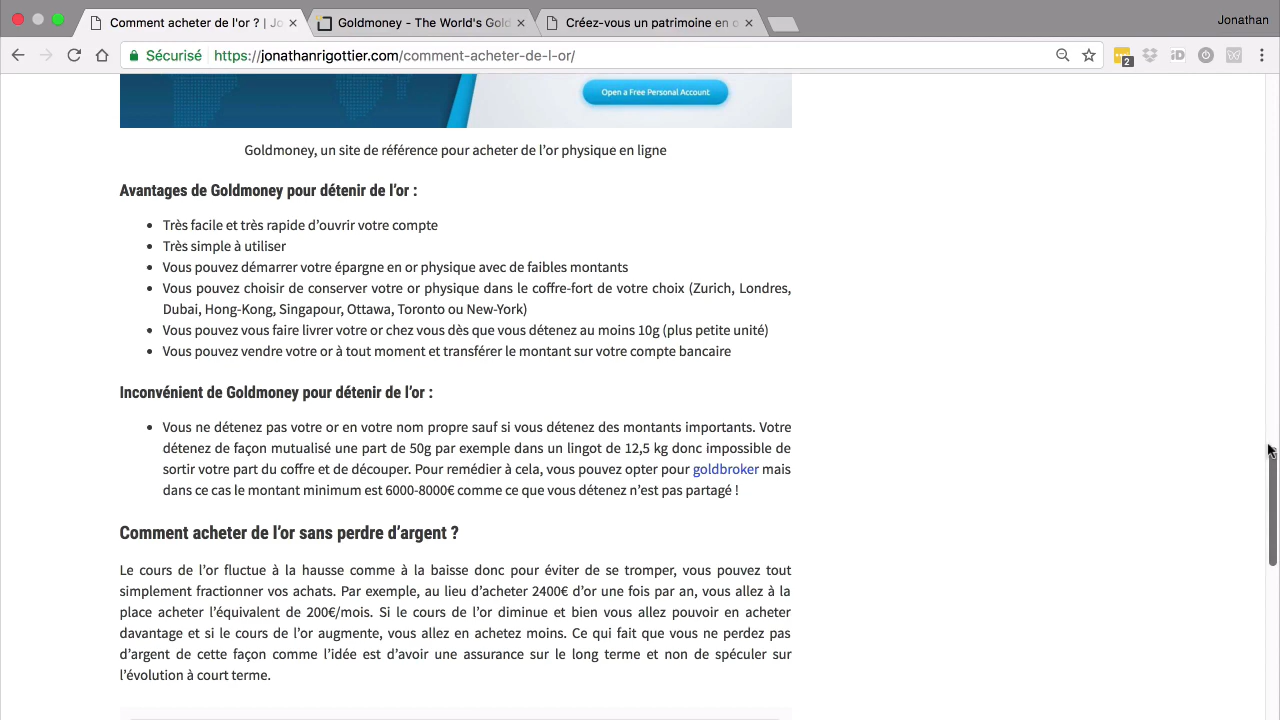 Comment acheter de l'or ? | Jo
Goldmoney - The World's Gold
Créez-vous un patrimoine en o
Jonathan
Sécurisé
https://jonathanrigottier.com/comment-acheter-de-l-or/
2
Open a Free Personal Account
Goldmoney, un site de référence pour acheter de l’or physique en ligne
Avantages de Goldmoney pour détenir de l’or :
Très facile et très rapide d’ouvrir votre compte
Très simple à utiliser
Vous pouvez démarrer votre épargne en or physique avec de faibles montants
Vous pouvez choisir de conserver votre or physique dans le coffre-fort de votre choix (Zurich, Londres,
Dubai, Hong-Kong, Singapour, Ottawa, Toronto ou New-York)
Vous pouvez vous faire livrer votre or chez vous dès que vous détenez au moins 10g (plus petite unité)
Vous pouvez vendre votre or à tout moment et transférer le montant sur votre compte bancaire
Inconvénient de Goldmoney pour détenir de l’or :
Vous ne détenez pas votre or en votre nom propre sauf si vous détenez des montants importants. Votre
détenez de façon mutualisé une part de 50g par exemple dans un lingot de 12,5 kg donc impossible de
sortir votre part du coffre et de découper. Pour remédier à cela, vous pouvez opter pour goldbroker mais
dans ce cas le montant minimum est 6000-8000€ comme ce que vous détenez n’est pas partagé !
Comment acheter de l’or sans perdre d’argent ?
Le cours de l’or fluctue à la hausse comme à la baisse donc pour éviter de se tromper, vous pouvez tout
simplement fractionner vos achats. Par exemple, au lieu d’acheter 2400€ d’or une fois par an, vous allez à la
place acheter l’équivalent de 200€/mois. Si le cours de l’or diminue et bien vous allez pouvoir en acheter
davantage et si le cours de l’or augmente, vous allez en achetez moins. Ce qui fait que vous ne perdez pas
d’argent de cette façon comme l’idée est d’avoir une assurance sur le long terme et non de spéculer sur
l’évolution à court terme.